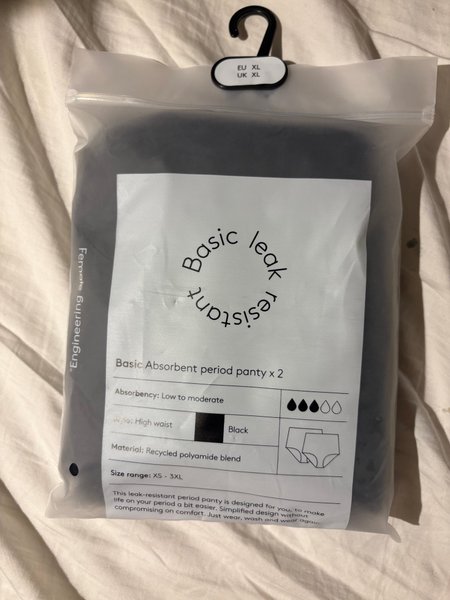 EU XL
UK XL
Basic leak resistant
Female Engineering
Basic Absorbent period panty x 2
Absorbency: Low to moderate
Style: High waist
Black
Material: Recycled polyamide blend
Size range: XS - 3XL
This leak-resistant period panty is designed for you, to make
life on your period a bit easier. Simplified design without
compromising on comfort. Just wear, wash and wear again.